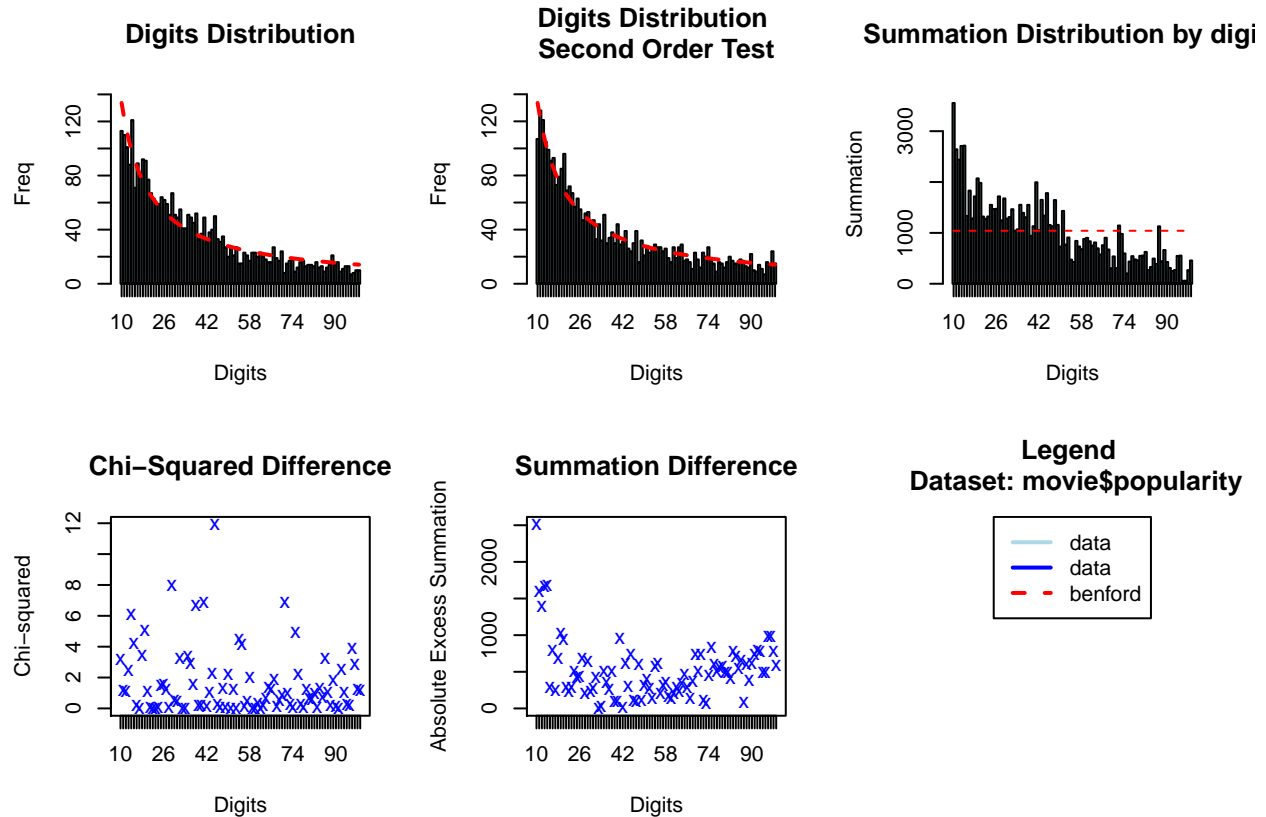 Digits Distribution
Freq
0 40 80 120
10 26 42 58 74 90
Digits
Digits Distribution
Second Order Test
Freq
0 40 80 120
10 26 42 58 74 90
Digits
Summation Distribution by digi
Summation
0 1000 3000
10 26 42 58 74 90
Digits
Chi−Squared Difference
Chi−squared
0 2 4 6 8 12
10 26 42 58 74 90
Digits
Summation Difference
Absolute Excess Summation
0 1000 2000
10 26 42 58 74 90
Digits
Legend
Dataset: movie$popularity
data
data
benford